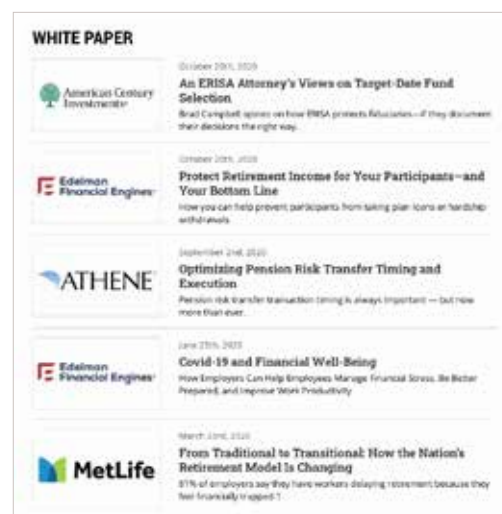 WHITE PAPER
American Century
Investments
October 20th, 2020
An ERISA Attorney's Views on Target-Date Fund
Selection
Brad Campbell opines on how ERISA protects fiduciaries—if they document
their decisions the right way.
Edelman
Financial Engines
October 20th, 2020
Protect Retirement Income for Your Participants—and
Your Bottom Line
How you can help prevent participants from taking plan loans or hardship
withdrawals.
ATHENE
September 2nd, 2020
Optimizing Pension Risk Transfer Timing and
Execution
Pension risk transfer transaction timing is always important — but now
more than ever.
Edelman
Financial Engines
June 25th, 2020
Covid-19 and Financial Well-Being
How Employers Can Help Employees Manage Financial Stress, Be Better
Prepared, and Improve Work Productivity
MetLife
March 23rd, 2020
From Traditional to Transitional: How the Nation's
Retirement Model Is Changing
81% of employers say they have workers delaying retirement because they
feel financially trapped.1